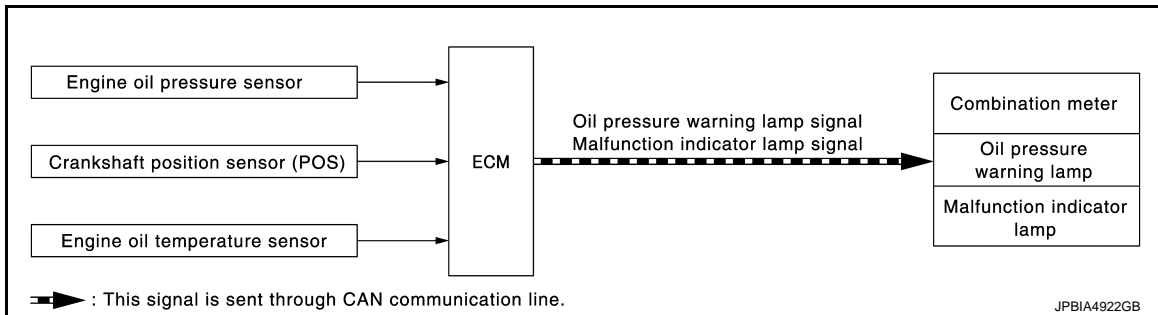 Engine oil pressure sensor
Crankshaft position sensor (POS)
Engine oil temperature sensor
ECM
Oil pressure warning lamp signal
Malfunction indicator lamp signal
Combination meter
Oil pressure
warning lamp
Malfunction indicator
lamp
: This signal is sent through CAN communication line.
JPBIA4922GB